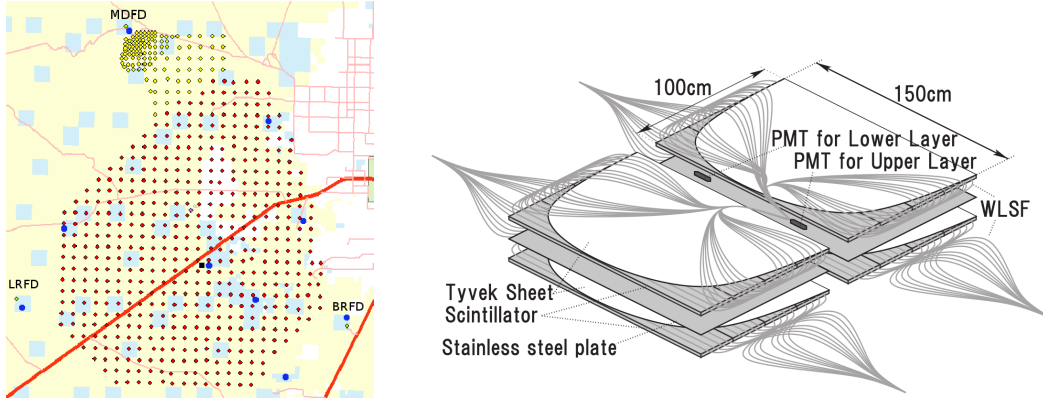 MDFD
LRFD
BRFD
100cm
150cm
PMT for Lower Layer
PMT for Upper Layer
WLSF
Tyvek Sheet
Scintillator
Stainless steel plate